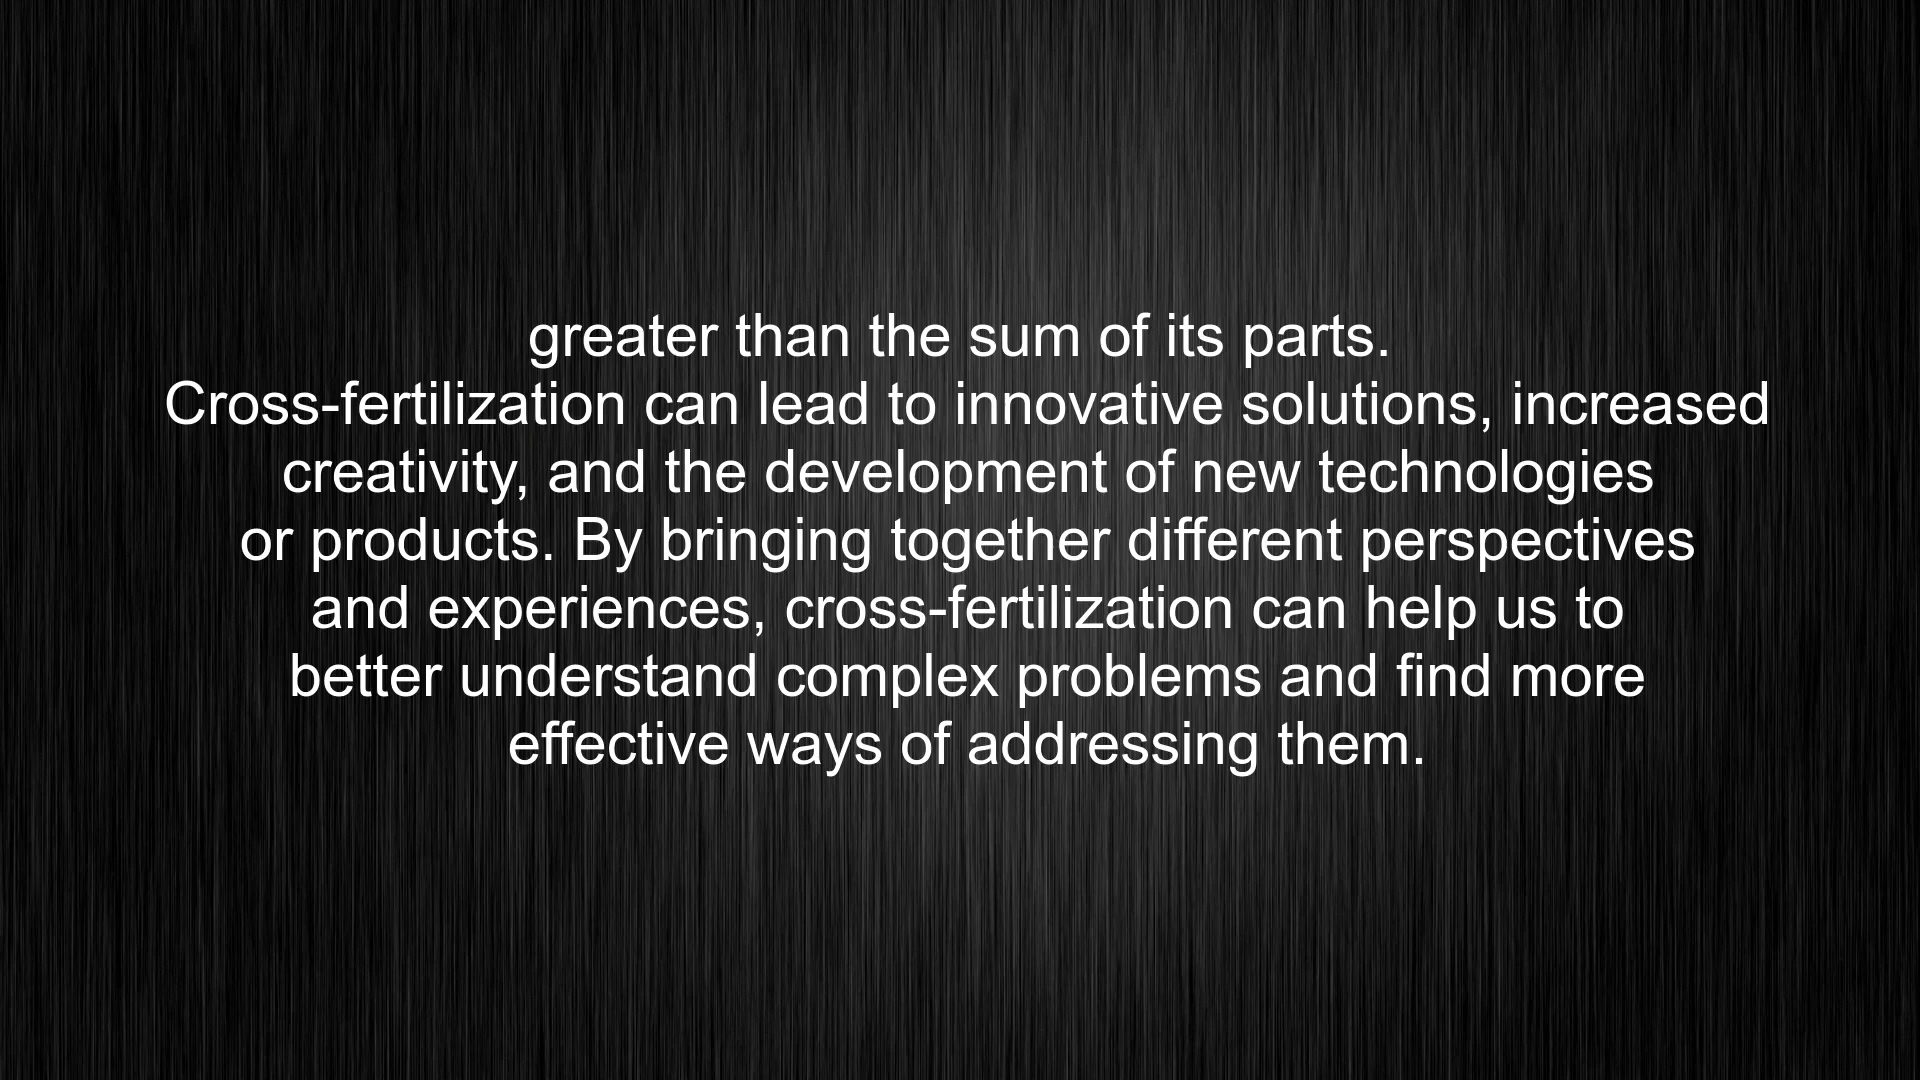 greater than the sum of its parts.
Cross-fertilization can lead to innovative solutions, increased
creativity, and the development of new technologies
or products. By bringing together different perspectives
and experiences, cross-fertilization can help us to
better understand complex problems and find more
effective ways of addressing them.